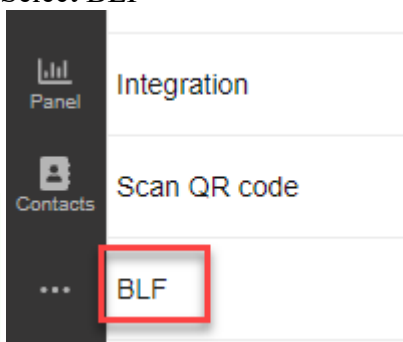 Select BLF
Panel
Integration
Contacts
Scan QR code
BLF